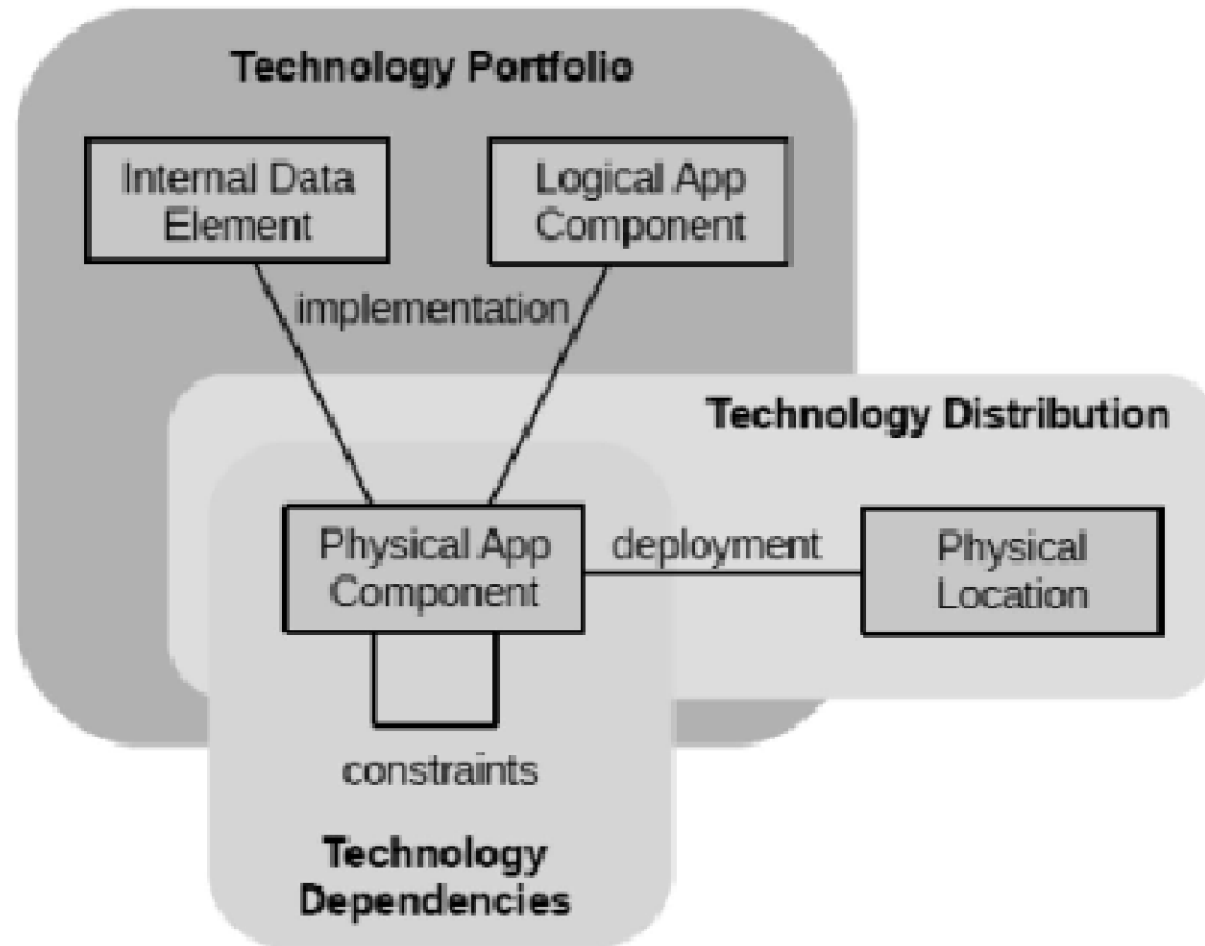 Technology Portfolio
Internal Data
Element
Logical App
Component
implementation
Technology Distribution
Physical App
Component
deployment
Physical
Location
constraints
Technology
Dependencies